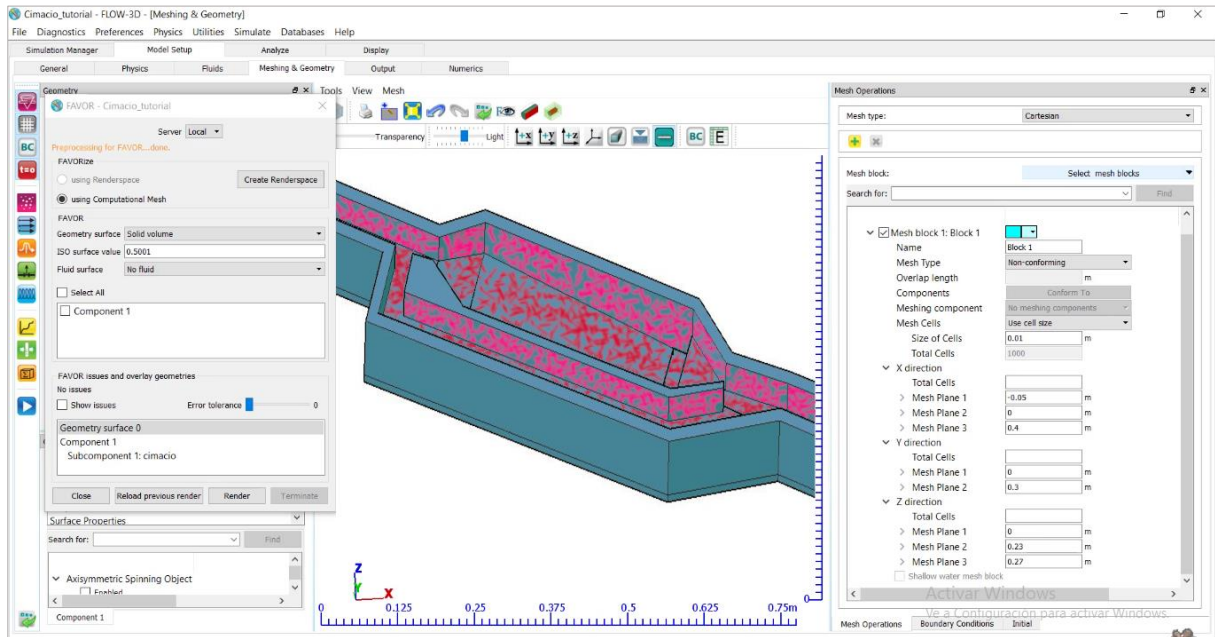 Cimacio_tutorial - FLOW-3D - [Meshing & Geometry]
File Diagnostics Preferences Physics Utilities Simulate Databases Help
Simulation Manager Model Setup Analyze Display
General Physics Fluids Meshing & Geometry Output Numerics
Geometry
Tools View Mesh
Transparency Light
+x +y +z BC E
BC
t=0
FAVOR - Cimacio_tutorial
Server Local
Preprocessing for FAVOR...done.
FAVORize
using Renderspace Create Renderspace
using Computational Mesh
FAVOR
Geometry surface Solid volume
ISO surface value 0.5001
Fluid surface No fluid
Select All
Component 1
FAVOR issues and overlay geometries
No issues
Show issues Error tolerance 0
Geometry surface 0
Component 1
Subcomponent 1: cimacio
Close Reload previous render Render Terminate
Surface Properties
Search for: Find
Axisymmetric Spinning Object
Enabled
Component 1
Z
Y
X
0 0.125 0.25 0.375 0.5 0.625 0.75m
0
Mesh Operations
Mesh type: Cartesian
Mesh block: Select mesh blocks
Search for: Find
Mesh block 1: Block 1
Name Block 1
Mesh Type Non-conforming
Overlap length m
Components Conform To
Meshing component No meshing components
Mesh Cells Use cell size
Size of Cells 0.01 m
Total Cells 1000
X direction
Total Cells
Mesh Plane 1 -0.05 m
Mesh Plane 2 0 m
Mesh Plane 3 0.4 m
Y direction
Total Cells
Mesh Plane 1 0 m
Mesh Plane 2 0.3 m
Z direction
Total Cells
Mesh Plane 1 0 m
Mesh Plane 2 0.23 m
Mesh Plane 3 0.27 m
Shallow water mesh block
Activar Windows
Ve a Configuración para activar Windows.
Mesh Operations Boundary Conditions Initial